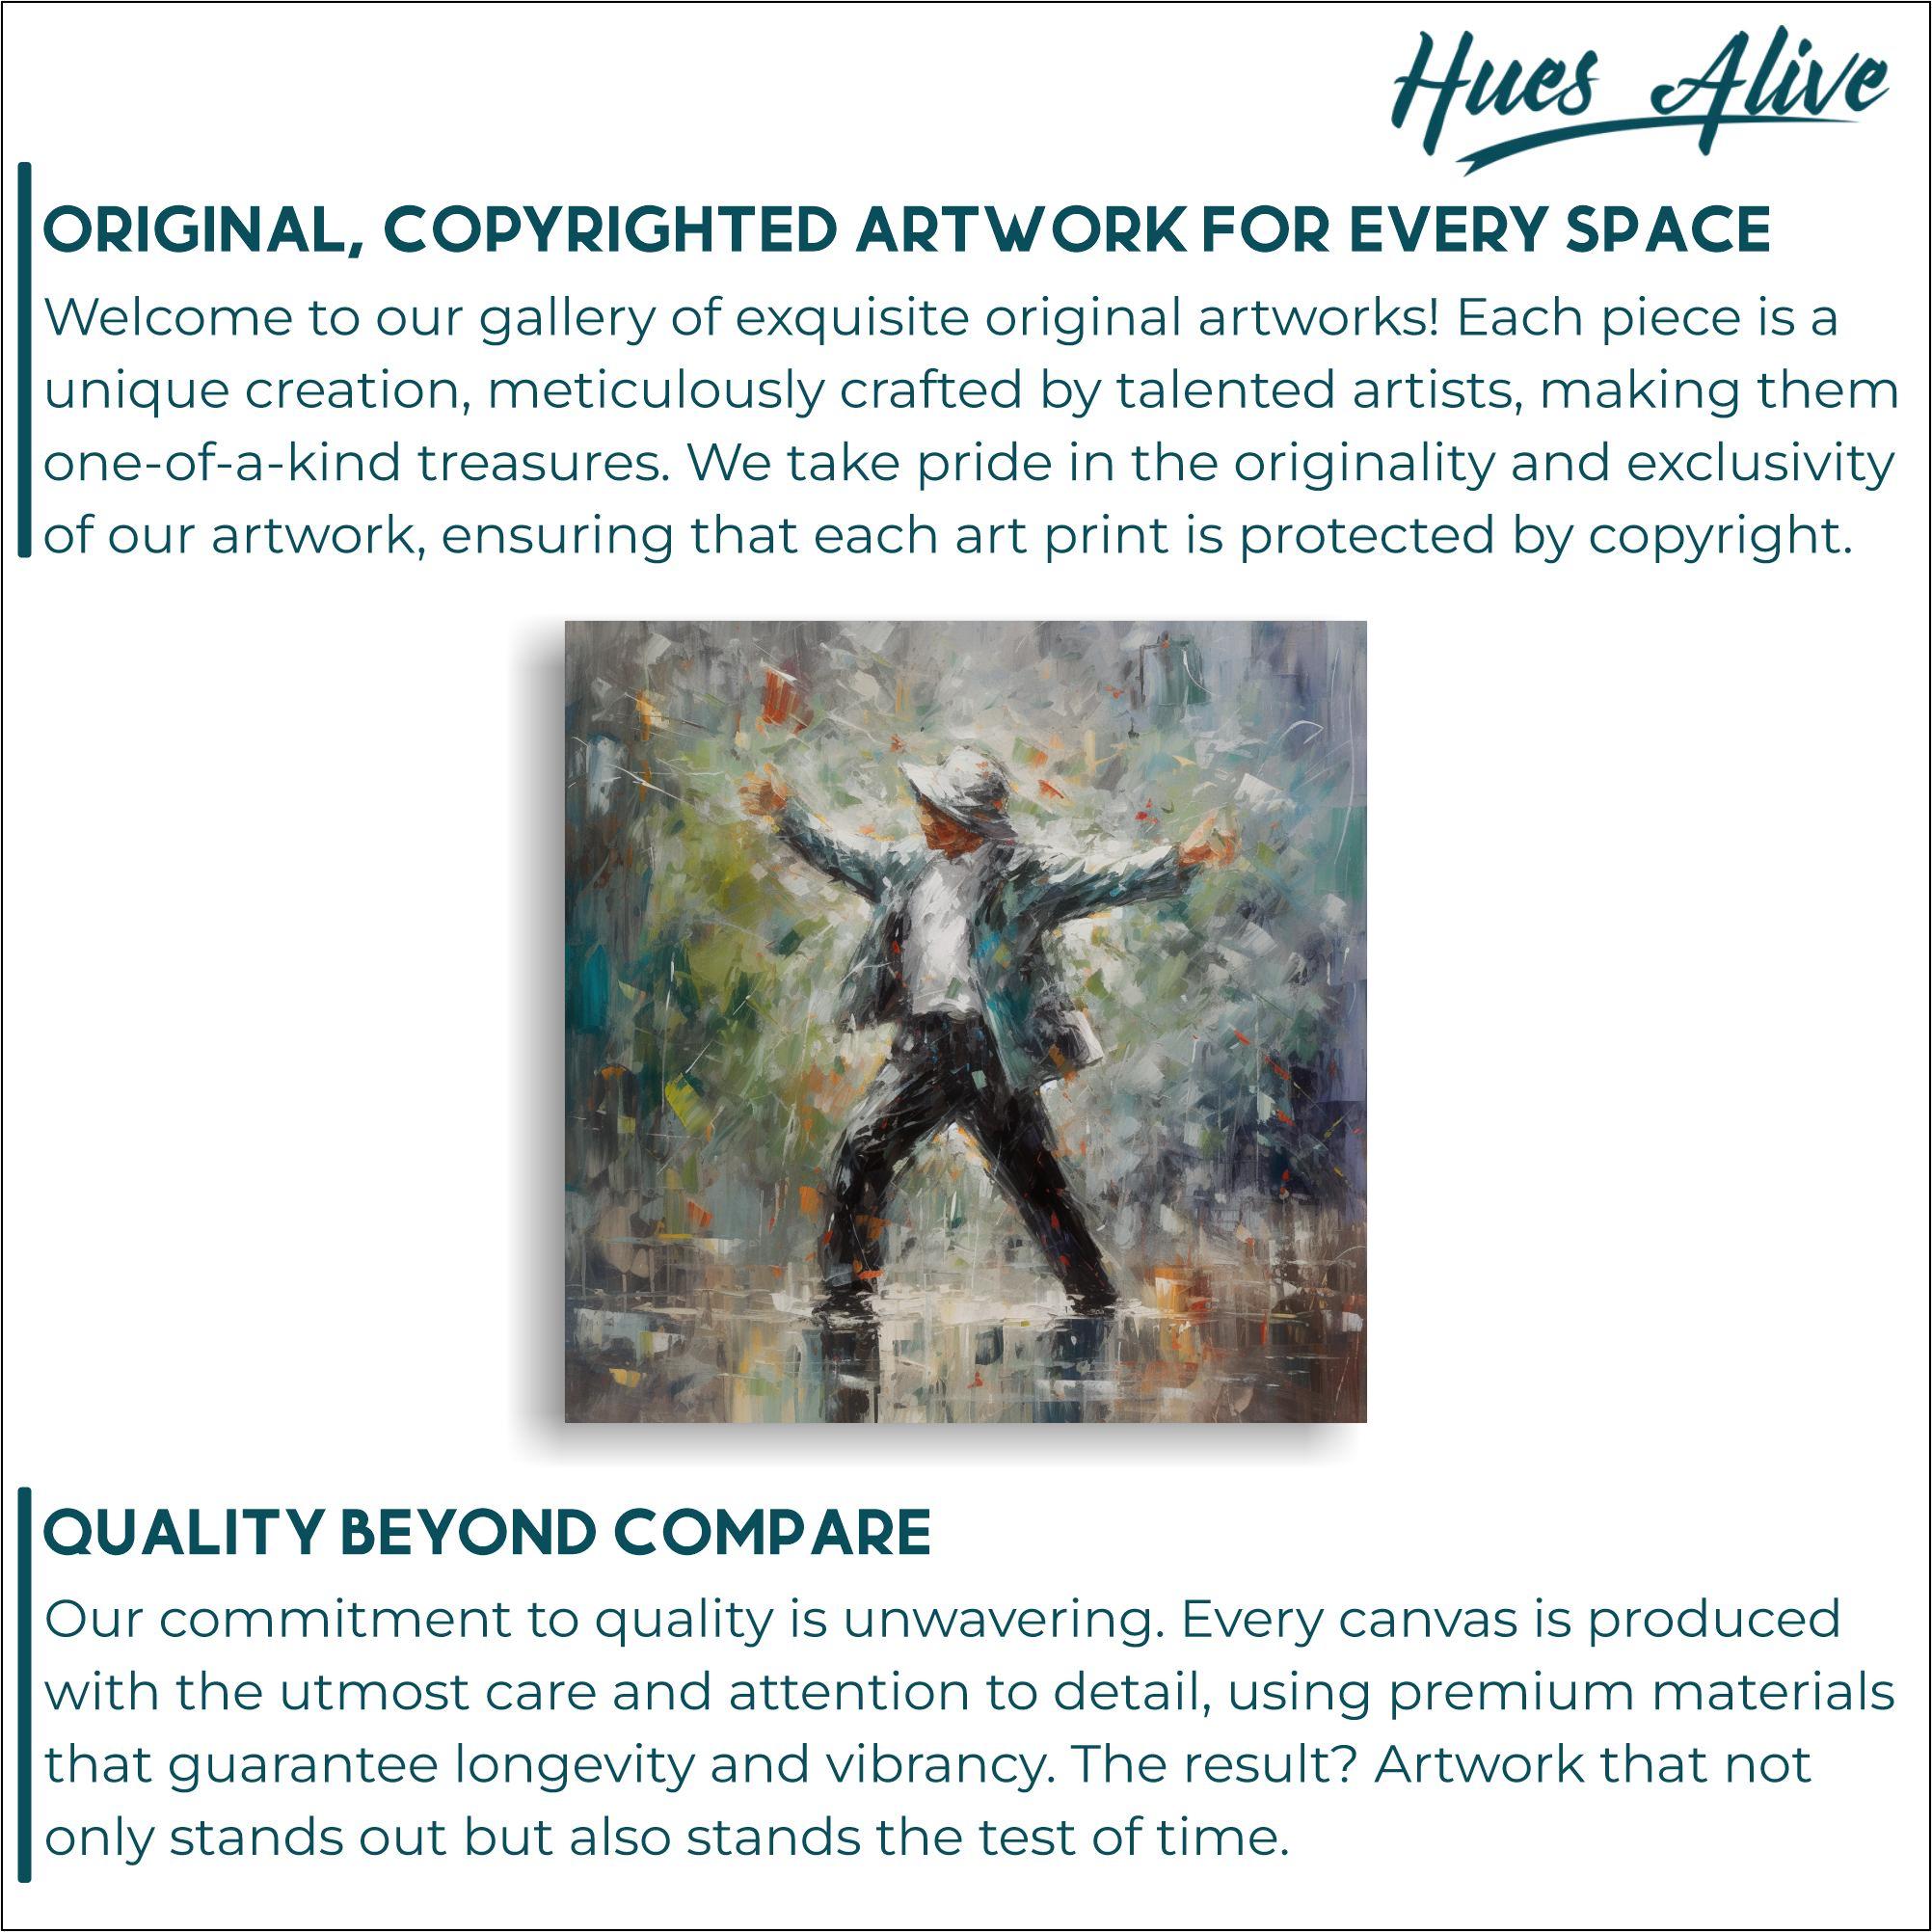 Hues Alive
ORIGINAL, COPYRIGHTED ARTWORK FOR EVERY SPACE
Welcome to our gallery of exquisite original artworks! Each piece is a
unique creation, meticulously crafted by talented artists, making them
one-of-a-kind treasures. We take pride in the originality and exclusivity
of our artwork, ensuring that each art print is protected by copyright.
QUALITY BEYOND COMPARE
Our commitment to quality is unwavering. Every canvas is produced
with the utmost care and attention to detail, using premium materials
that guarantee longevity and vibrancy. The result? Artwork that not
only stands out but also stands the test of time.